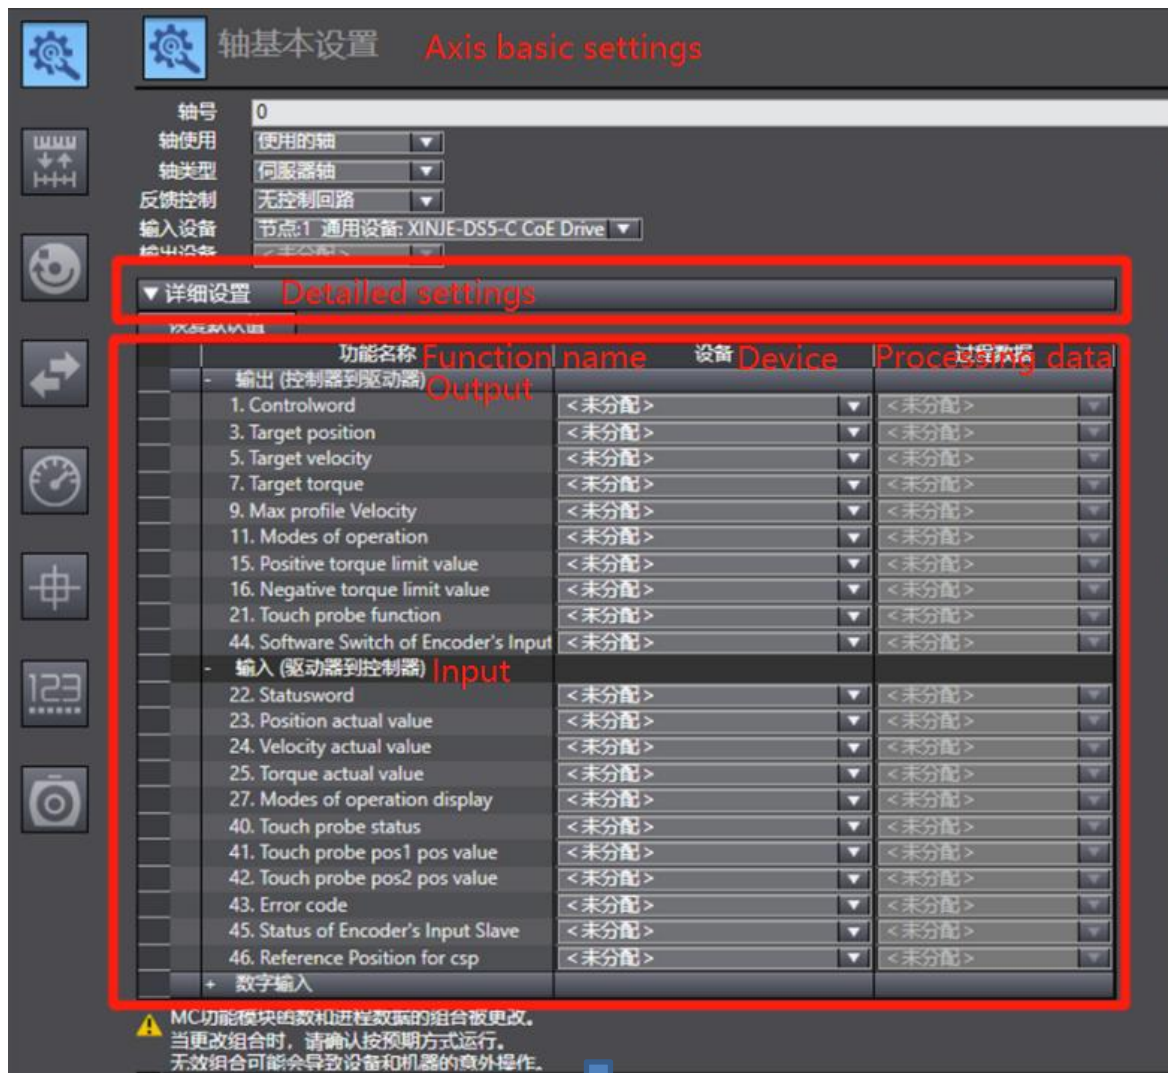 轴基本设置 Axis basic settings
轴号 0
轴使用 使用的轴
轴类型 伺服器轴
反馈控制 无控制回路
输入设备 节点:1 通用设备: XINJE-DS5-C CoE Drive
输出设备 <未分配>
详细设置 Detailed settings
恢复默认值
功能名称 Function name 设备 Device 过程数据 Processing data
- 输出 (控制器到驱动器) Output
1. Controlword <未分配> <未分配>
3. Target position <未分配> <未分配>
5. Target velocity <未分配> <未分配>
7. Target torque <未分配> <未分配>
9. Max profile Velocity <未分配> <未分配>
11. Modes of operation <未分配> <未分配>
15. Positive torque limit value <未分配> <未分配>
16. Negative torque limit value <未分配> <未分配>
21. Touch probe function <未分配> <未分配>
44. Software Switch of Encoder's Input <未分配> <未分配>
- 输入 (驱动器到控制器) Input
22. Statusword <未分配> <未分配>
23. Position actual value <未分配> <未分配>
24. Velocity actual value <未分配> <未分配>
25. Torque actual value <未分配> <未分配>
27. Modes of operation display <未分配> <未分配>
40. Touch probe status <未分配> <未分配>
41. Touch probe pos1 pos value <未分配> <未分配>
42. Touch probe pos2 pos value <未分配> <未分配>
43. Error code <未分配> <未分配>
45. Status of Encoder's Input Slave <未分配> <未分配>
46. Reference Position for csp <未分配> <未分配>
+ 数字输入
123
MC功能模块的数和进程数据的组合被更改。
当更改组合时，请确认按预期方式运行。
无效组合可能会导致设备和机器的意外操作。